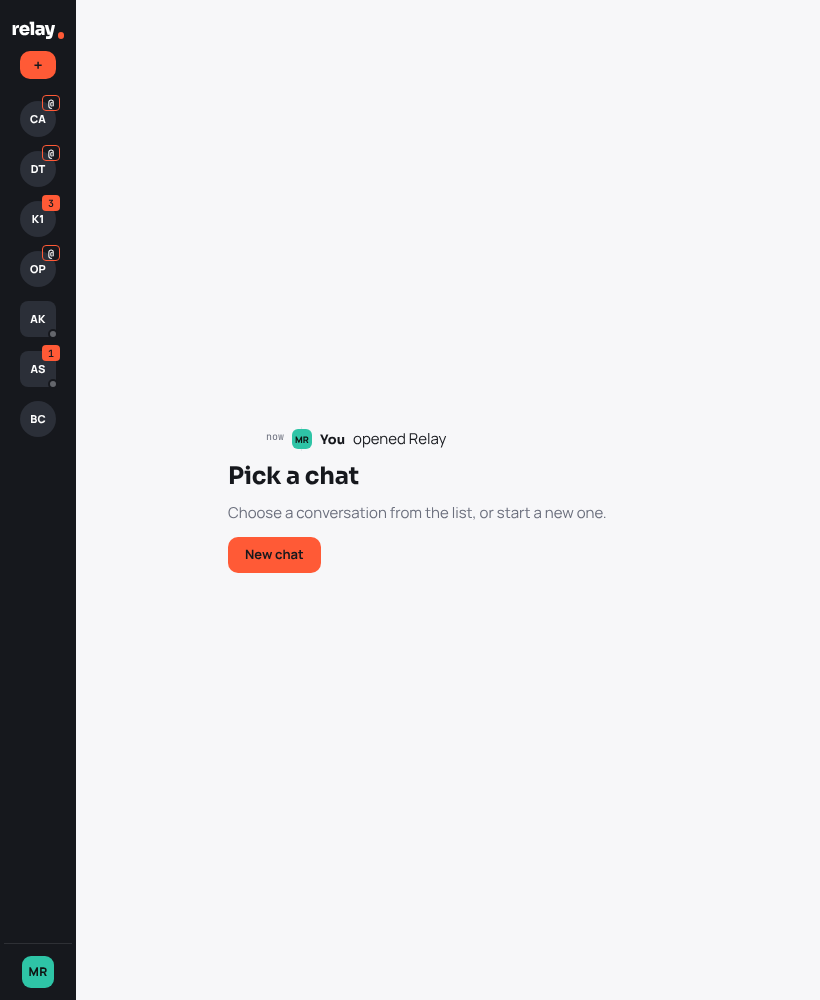 relay.
+
CA @
DT @
K1 3
OP @
AK
AS 1
BC
now MR You opened Relay
Pick a chat
Choose a conversation from the list, or start a new one.
New chat
MR